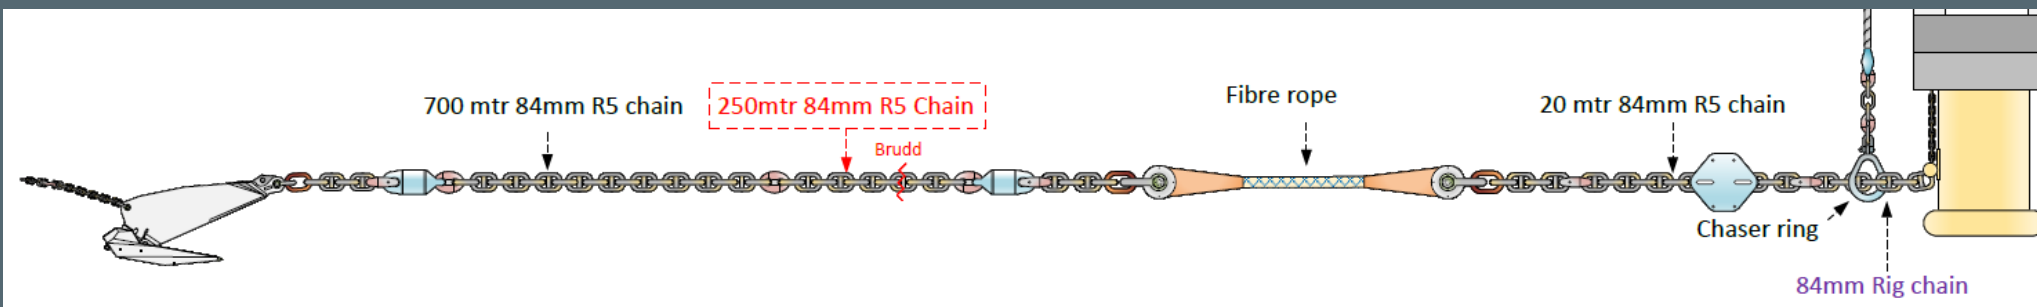 700 mtr 84mm R5 chain
250mtr 84mm R5 Chain
Brudd
Fibre rope
20 mtr 84mm R5 chain
Chaser ring
84mm Rig chain